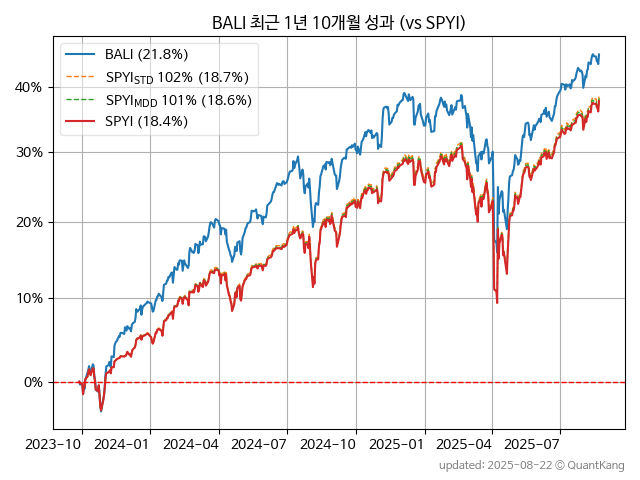 BALI 최근 1년 10개월 성과 (vs SPYI)
BALI (21.8%)
SPYI_STD 102% (18.7%)
SPYI_MDD 101% (18.6%)
SPYI (18.4%)
40%
30%
20%
10%
0%
2023-10 2024-01 2024-04 2024-07 2024-10 2025-01 2025-04 2025-07
updated: 2025-08-22 © QuantKang